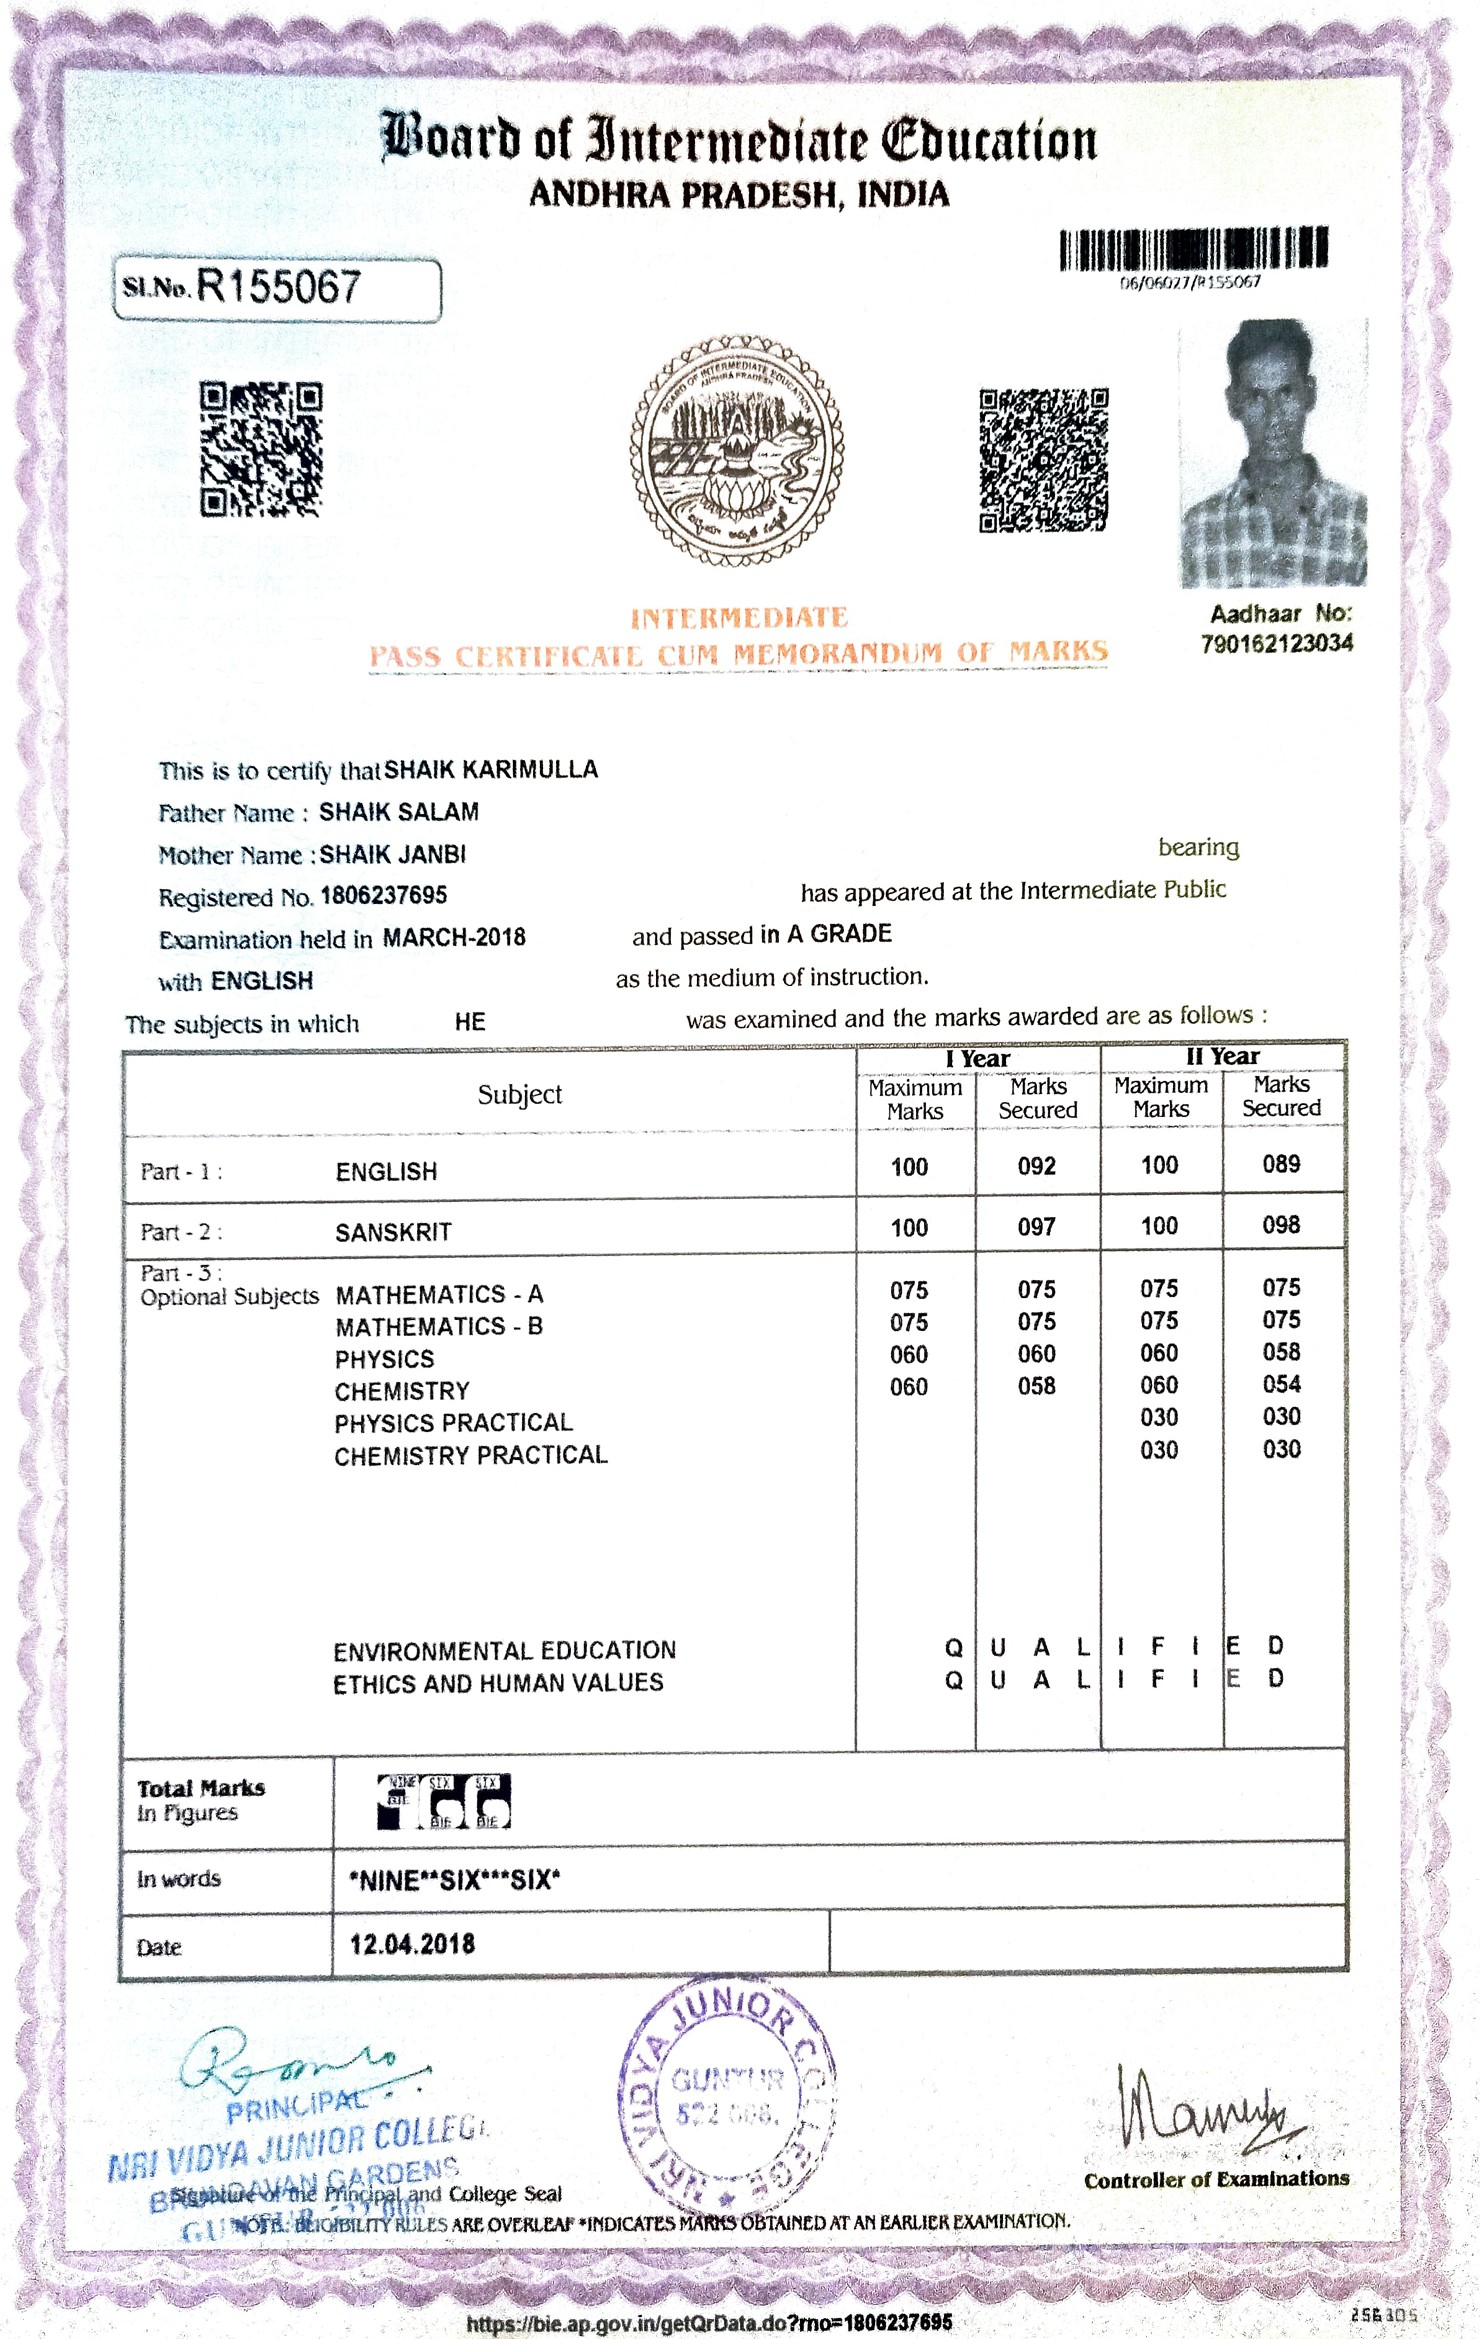 Board of Intermediate Education
ANDHRA PRADESH, INDIA
Sl.No. R155067
06/06027/R155067
BOARD OF INTERMEDIATE EDUCATION
ANDHRA PRADESH
INTERMEDIATE
PASS CERTIFICATE CUM MEMORANDUM OF MARKS
Aadhaar No:
790162123034
This is to certify that SHAIK KARIMULLA
Father Name : SHAIK SALAM
Mother Name : SHAIK JANBI bearing
Registered No. 1806237695 has appeared at the Intermediate Public
Examination held in MARCH-2018 and passed in A GRADE
with ENGLISH as the medium of instruction.
The subjects in which HE was examined and the marks awarded are as follows :
Subject I Year II Year
Maximum Marks Marks Secured Maximum Marks Marks Secured
Part - 1 : ENGLISH 100 092 100 089
Part - 2 : SANSKRIT 100 097 100 098
Part - 3 :
Optional Subjects MATHEMATICS - A 075 075 075 075
MATHEMATICS - B 075 075 075 075
PHYSICS 060 060 060 058
CHEMISTRY 060 058 060 054
PHYSICS PRACTICAL 030 030
CHEMISTRY PRACTICAL 030 030
ENVIRONMENTAL EDUCATION Q U A L I F I E D
ETHICS AND HUMAN VALUES Q U A L I F I E D
Total Marks
In Figures
NINE SIX SIX
966
BIE BIE BIE
In words *NINE**SIX***SIX*
Date 12.04.2018
NRI VIDYA JUNIOR COLLEGE
GUNTUR
PRINCIPAL
NRI VIDYA JUNIOR COLLEGE
BRUNDAVAN GARDENS
Signature of the Principal and College Seal
Controller of Examinations
NOTE: ELIGIBILITY RULES ARE OVERLEAF *INDICATES MARKS OBTAINED AT AN EARLIER EXAMINATION.
https://bie.ap.gov.in/getQrData.do?rno=1806237695